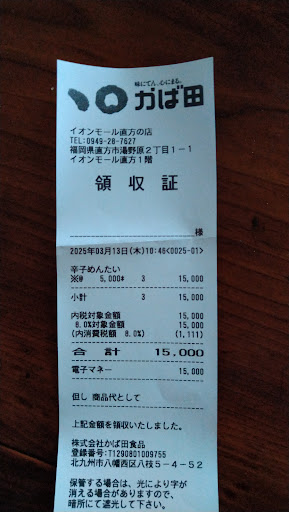 味にてん、心にまる。
かば田
イオンモール直方の店
TEL:0949-28-7627
福岡県直方市湯野原2丁目1-1
イオンモール直方1階
領収証
様
2025年03月13日(木)10:46<0025-01>
辛子めんたい
※@ 5,000* 3 15,000
小計 3 15,000
内税対象金額 15,000
8.0%対象金額 15,000
(内消費税額 8.0%) (1,111)
合計 15,000
電子マネー 15,000
但し 商品代として
上記金額を領収いたしました。
株式会社かば田食品
登録番号:T1290801009755
北九州市八幡西区八枝5-4-52
保管する場合は、光により字が
消える場合がありますので、
暗所にて遮光して下さい。